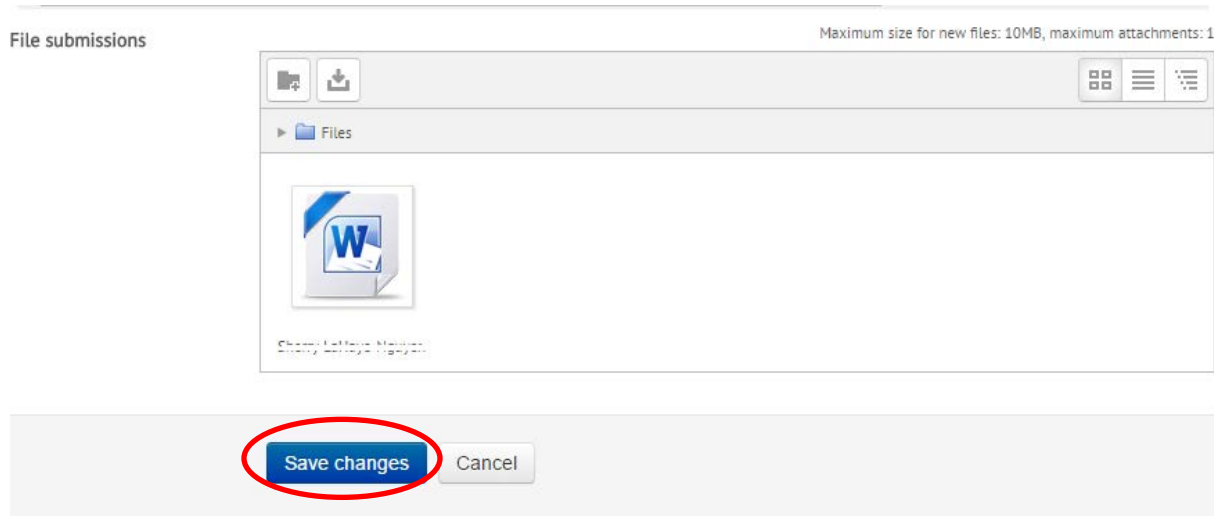 File submissions
Maximum size for new files: 10MB, maximum attachments: 1
Files
W
Save changes
Cancel